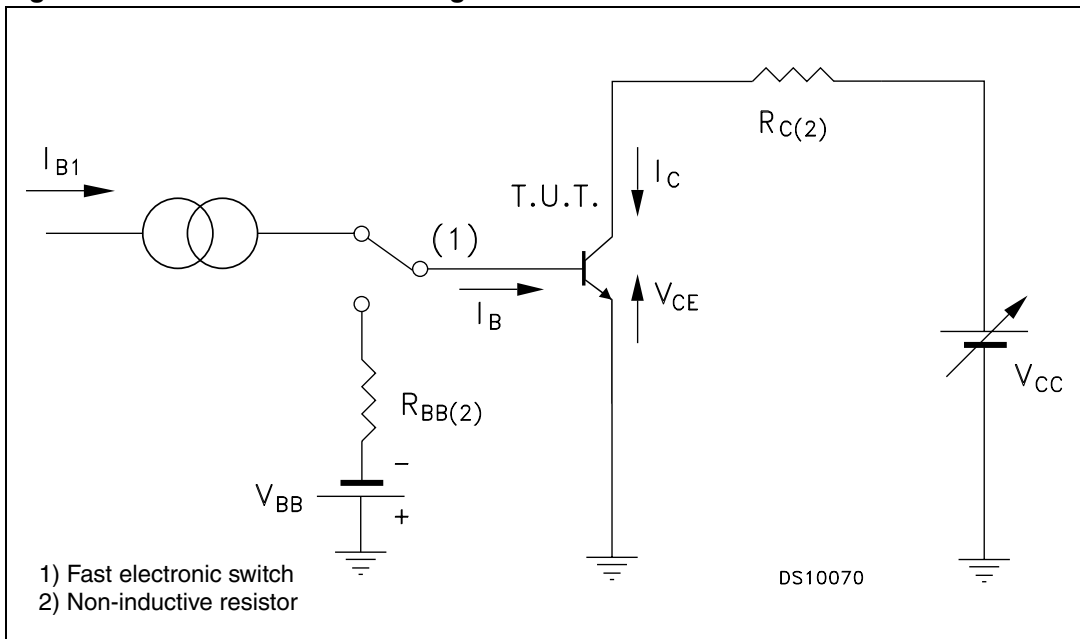 R_C(2)
I_B1
I_C
T.U.T.
(1)
V_CE
I_B
V_CC
R_BB(2)
−
V_BB
+
1) Fast electronic switch
2) Non-inductive resistor
DS10070